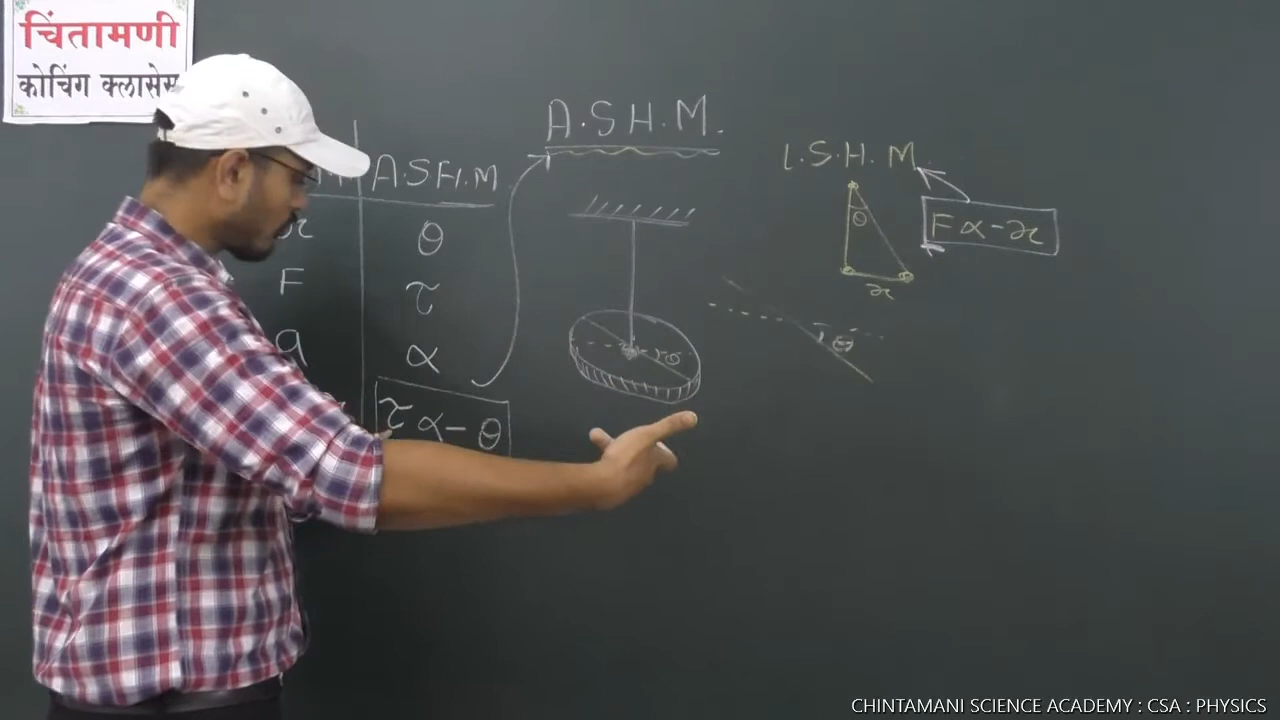 चिंतामणी
कोचिंग क्लासेस
A.S.H.M.
L.S.H.M.
A.S.H.M.
θ
F
τ
a
α
τ α - θ
F α - x
θ
x
θ
θ
CHINTAMANI SCIENCE ACADEMY : CSA : PHYSICS